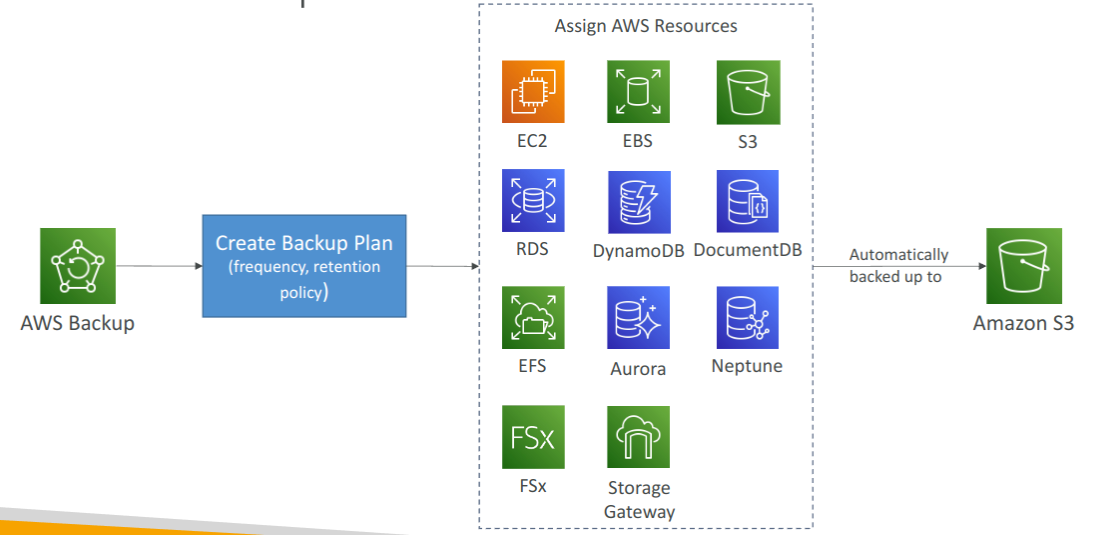 Assign AWS Resources
EC2
EBS
S3
RDS
DynamoDB
DocumentDB
AWS Backup
Create Backup Plan
(frequency, retention
policy)
Automatically
backed up to
Amazon S3
EFS
Aurora
Neptune
FSx
FSx
Storage
Gateway